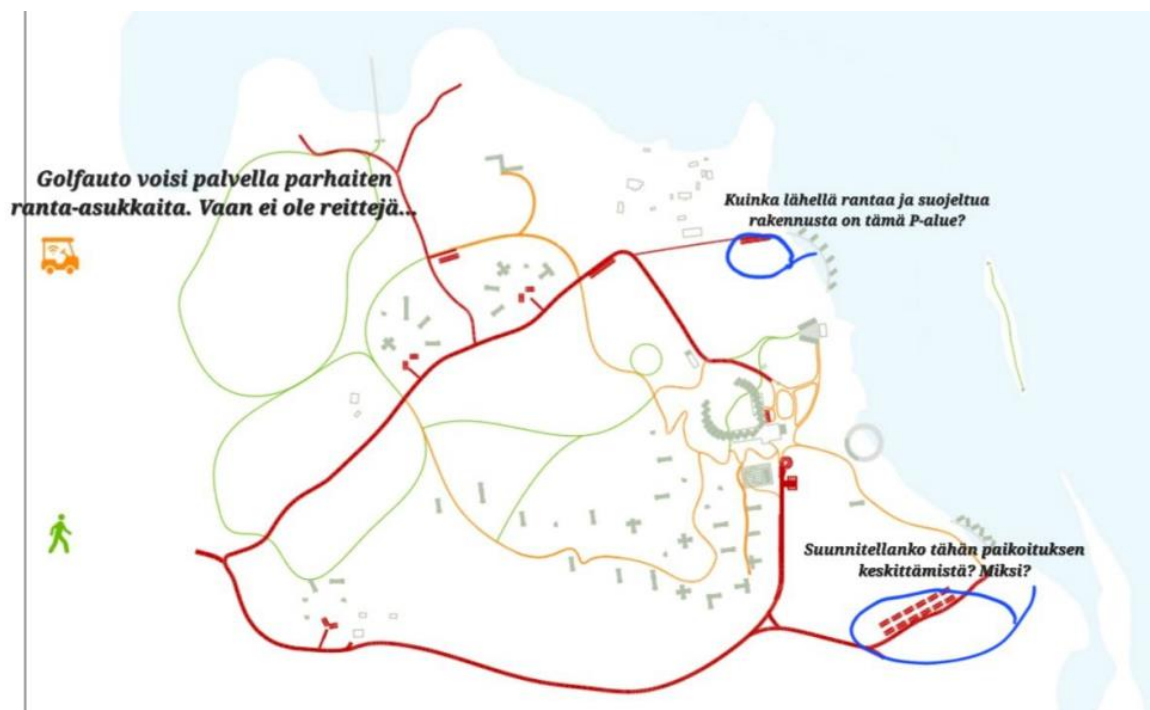 Golfauto voisi palvella parhaiten
ranta-asukkaita. Vaan ei ole reittejä...
Kuinka lähellä rantaa ja suojeltua
rakennusta on tämä P-alue?
Suunnitellanko tähän paikoituksen
keskittämistä? Miksi?